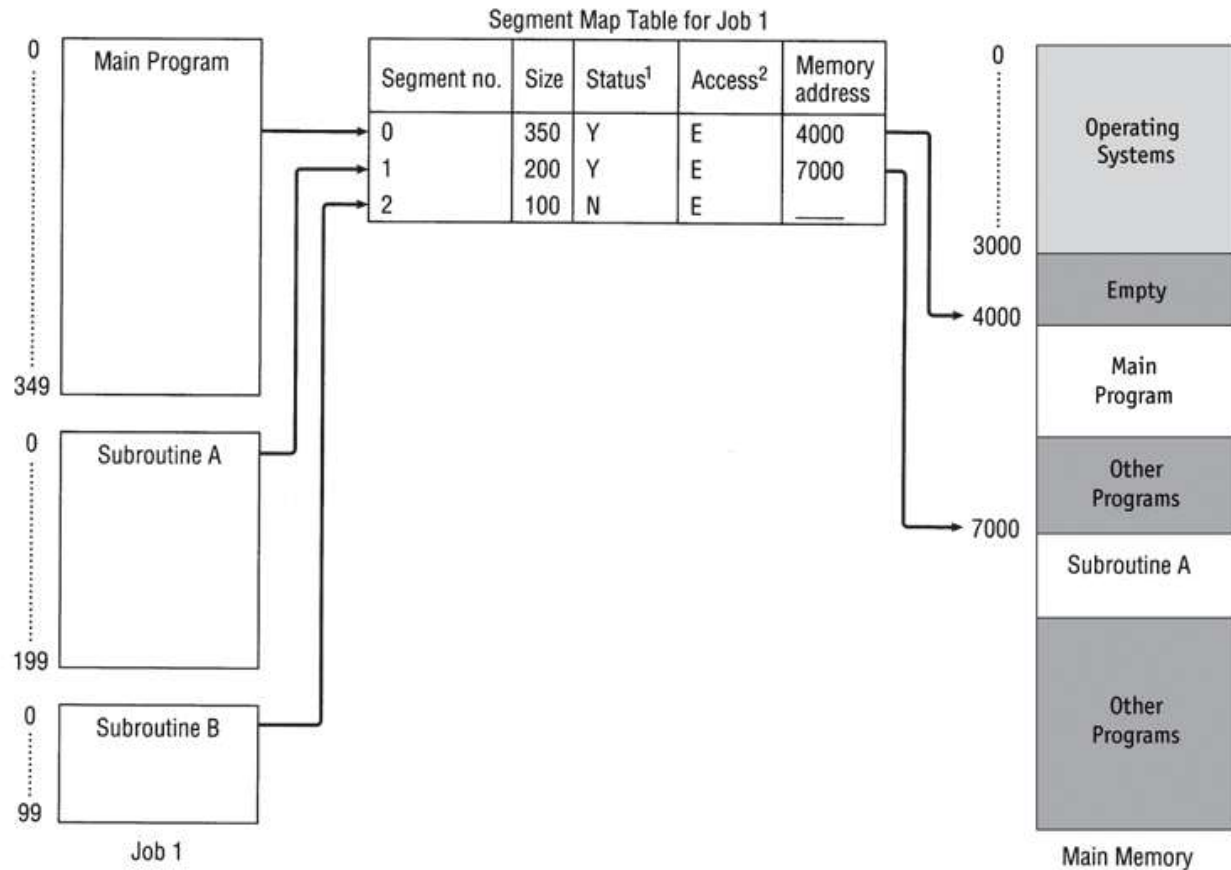 Segment Map Table for Job 1
Segment no. Size Status¹ Access² Memory address
0 350 Y E 4000
1 200 Y E 7000
2 100 N E ____
0
Main Program
349
0
Subroutine A
199
0
Subroutine B
99
Job 1
0
Operating
Systems
3000
Empty
4000
Main
Program
Other
Programs
7000
Subroutine A
Other
Programs
Main Memory